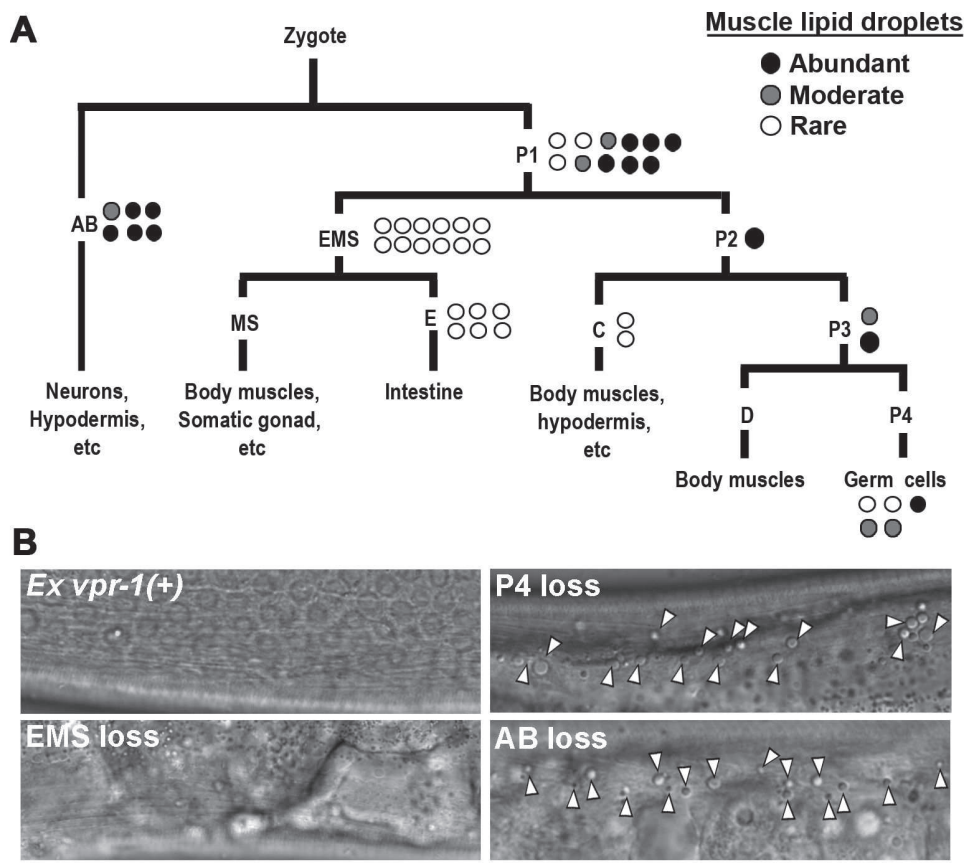 A
Zygote
Muscle lipid droplets
Abundant
Moderate
Rare
P1
AB
EMS
P2
MS
E
C
P3
Neurons,
Hypodermis,
etc
Body muscles,
Somatic gonad,
etc
Intestine
Body muscles,
hypodermis,
etc
D
P4
Body muscles
Germ cells
B
Ex vpr-1(+)
P4 loss
EMS loss
AB loss